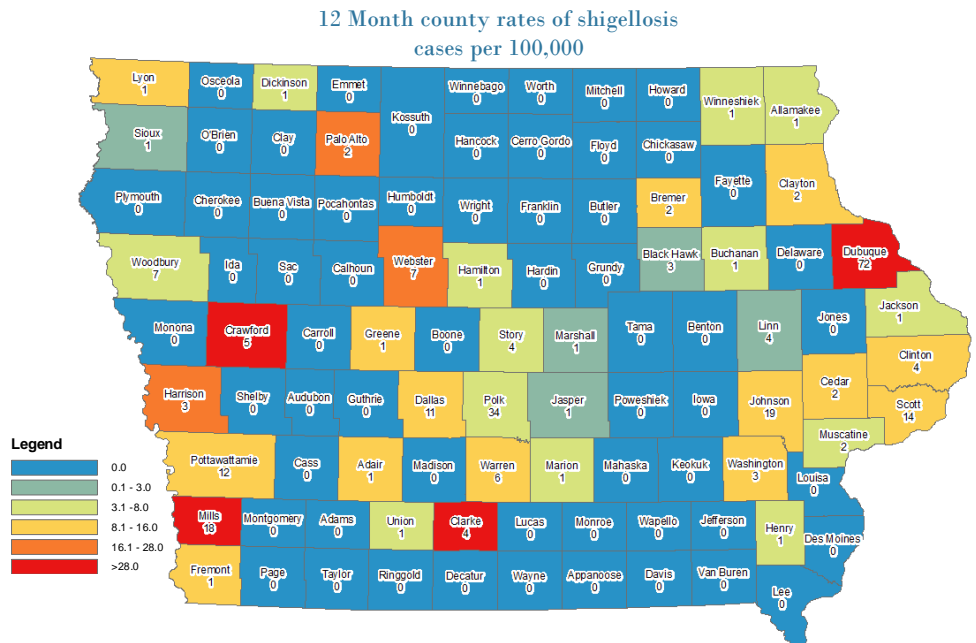 12 Month county rates of shigellosis
cases per 100,000
Lyon
1
Osceola
0
Dickinson
1
Emmet
0
Kossuth
0
Winnebago
0
Worth
0
Mitchell
0
Howard
0
Winneshiek
1
Allamakee
1
Sioux
1
O'Brien
0
Clay
0
Palo Alto
2
Hancock
0
Cerro Gordo
0
Floyd
0
Chickasaw
0
Plymouth
0
Cherokee
0
Buena Vista
0
Pocahontas
0
Humboldt
0
Wright
0
Franklin
0
Butler
0
Bremer
2
Fayette
0
Clayton
2
Woodbury
7
Ida
0
Sac
0
Calhoun
0
Webster
7
Hamilton
1
Hardin
0
Grundy
0
Black Hawk
3
Buchanan
1
Delaware
0
Dubuque
72
Monona
0
Crawford
5
Carroll
0
Greene
1
Boone
0
Story
4
Marshall
1
Tama
0
Benton
0
Linn
4
Jones
0
Jackson
1
Harrison
3
Shelby
0
Audubon
0
Guthrie
0
Dallas
11
Polk
34
Jasper
1
Poweshiek
0
Iowa
0
Johnson
19
Cedar
2
Clinton
4
Scott
14
Muscatine
2
Pottawattamie
12
Cass
0
Adair
1
Madison
0
Warren
6
Marion
1
Mahaska
0
Keokuk
0
Washington
3
Louisa
0
Mills
18
Montgomery
0
Adams
0
Union
1
Clarke
4
Lucas
0
Monroe
0
Wapello
0
Jefferson
0
Henry
1
Des Moines
0
Fremont
1
Page
0
Taylor
0
Ringgold
0
Decatur
0
Wayne
0
Appanoose
0
Davis
0
Van Buren
0
Lee
0
Legend
0.0
0.1 - 3.0
3.1 -8.0
8.1 - 16.0
16.1 - 28.0
>28.0